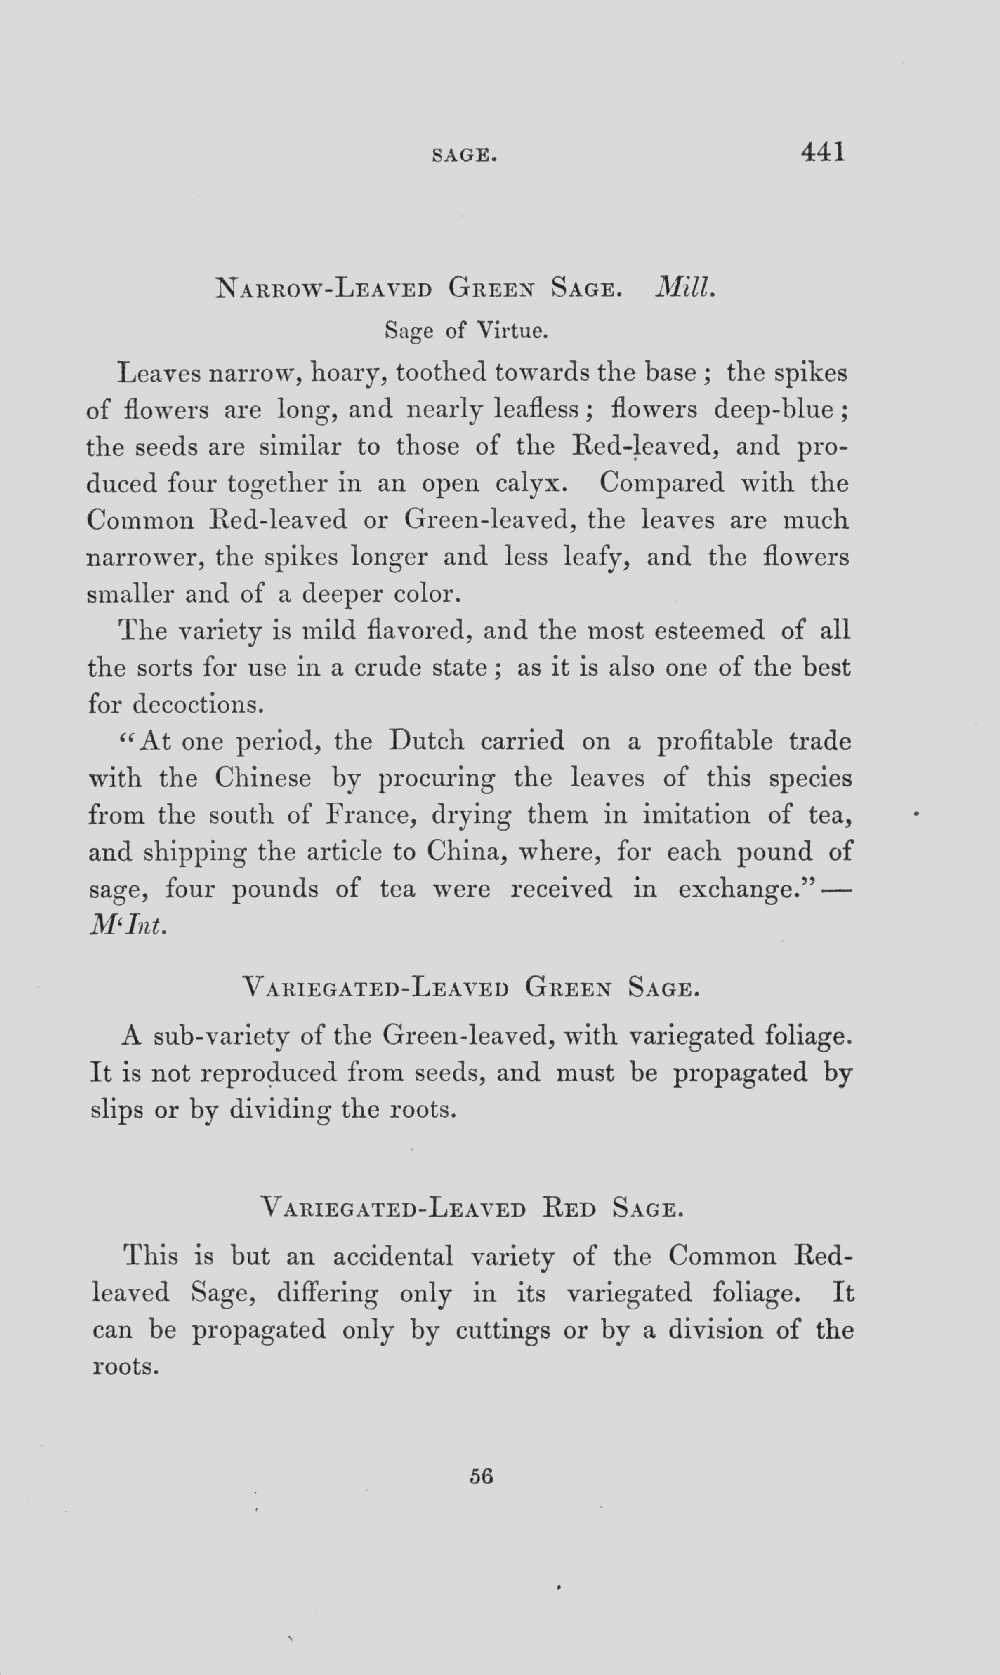 SAGE. 441
NARROW-LEAVED GREEN SAGE. Mill.
Sage of Virtue.
Leaves narrow, hoary, toothed towards the base; the spikes
of flowers are long, and nearly leafless; flowers deep-blue;
the seeds are similar to those of the Red-leaved, and pro-
duced four together in an open calyx. Compared with the
Common Red-leaved or Green-leaved, the leaves are much
narrower, the spikes longer and less leafy, and the flowers
smaller and of a deeper color.
The variety is mild flavored, and the most esteemed of all
the sorts for use in a crude state; as it is also one of the best
for decoctions.
“At one period, the Dutch carried on a profitable trade
with the Chinese by procuring the leaves of this species
from the south of France, drying them in imitation of tea,
and shipping the article to China, where, for each pound of
sage, four pounds of tea were received in exchange.”—
M‘Int.
VARIEGATED-LEAVED GREEN SAGE.
A sub-variety of the Green-leaved, with variegated foliage.
It is not reproduced from seeds, and must be propagated by
slips or by dividing the roots.
VARIEGATED-LEAVED RED SAGE.
This is but an accidental variety of the Common Red-
leaved Sage, differing only in its variegated foliage. It
can be propagated only by cuttings or by a division of the
roots.
56